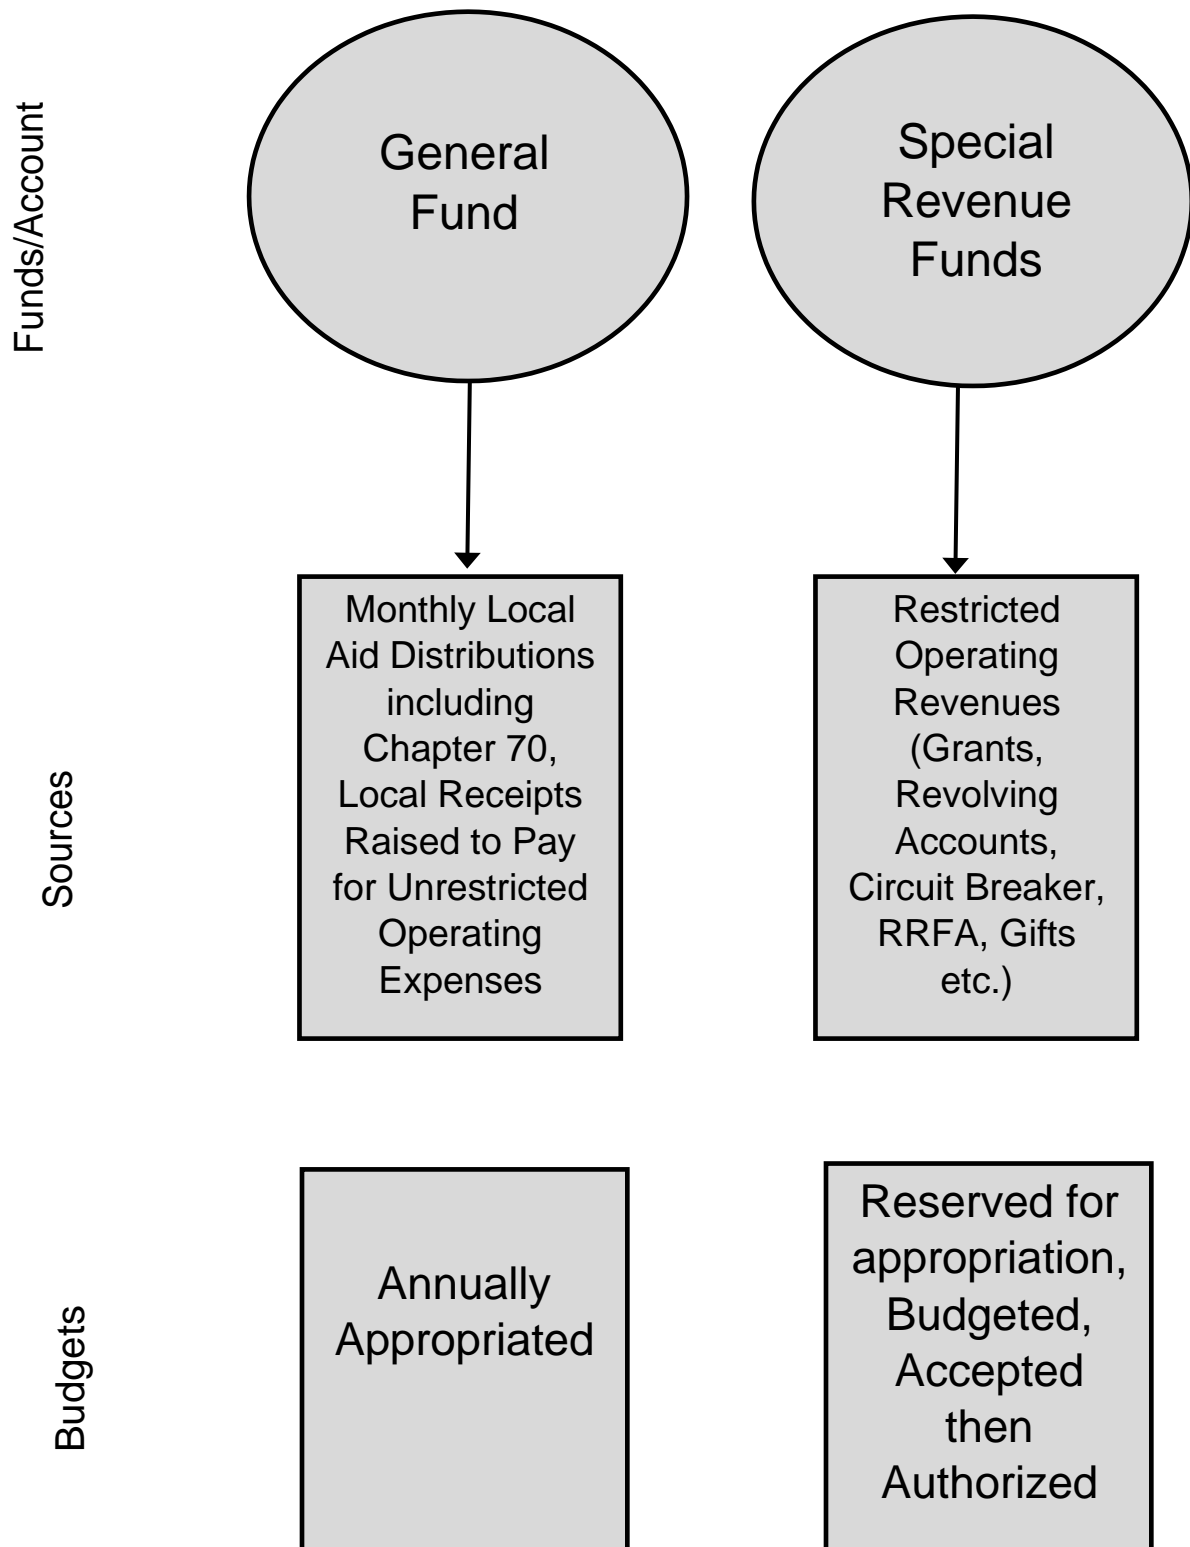 Funds/Account
General
Fund
Special
Revenue
Funds
Sources
Monthly Local
Aid Distributions
including
Chapter 70,
Local Receipts
Raised to Pay
for Unrestricted
Operating
Expenses
Restricted
Operating
Revenues
(Grants,
Revolving
Accounts,
Circuit Breaker,
RRFA, Gifts
etc.)
Budgets
Annually
Appropriated
Reserved for
appropriation,
Budgeted,
Accepted
then
Authorized